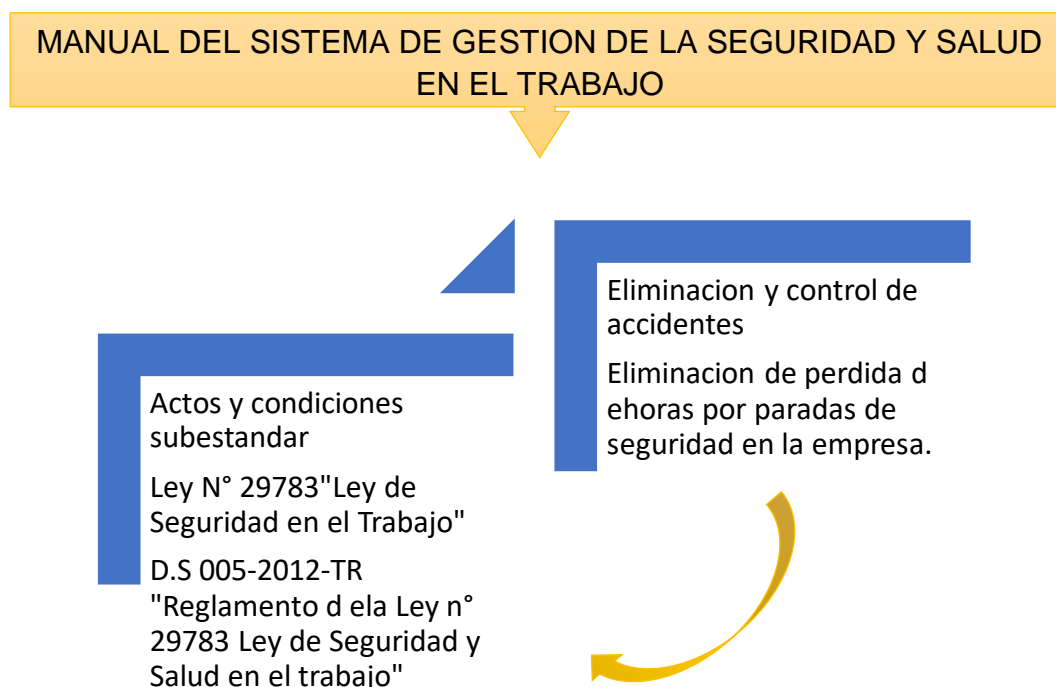 MANUAL DEL SISTEMA DE GESTION DE LA SEGURIDAD Y SALUD
EN EL TRABAJO
Eliminacion y control de
accidentes
Eliminacion de perdida d
ehoras por paradas de
seguridad en la empresa.
Actos y condiciones
subestandar
Ley N° 29783"Ley de
Seguridad en el Trabajo"
D.S 005-2012-TR
"Reglamento d ela Ley n°
29783 Ley de Seguridad y
Salud en el trabajo"